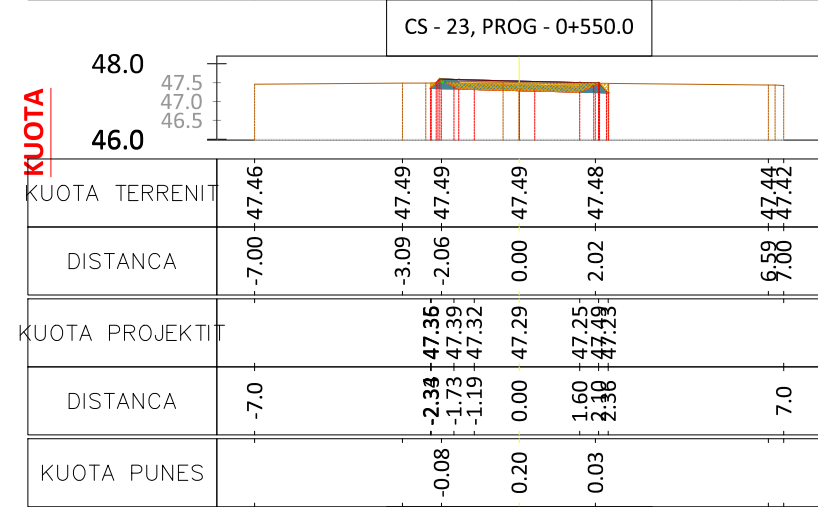 CS - 23, PROG - 0+550.0
48.0
47.5
47.0
46.5
46.0
KUOTA
KUOTA TERRENIT 47.46 47.49 47.49 47.49 47.48 47.44 47.42
DISTANCA -7.00 -3.09 -2.06 0.00 2.02 6.59 7.00
KUOTA PROJEKTIT 47.39 47.32 47.29 47.25 47.49 47.23
DISTANCA -7.0 -1.73 -1.19 0.00 1.60 2.10 2.36 7.0
KUOTA PUNES -0.08 0.20 0.03